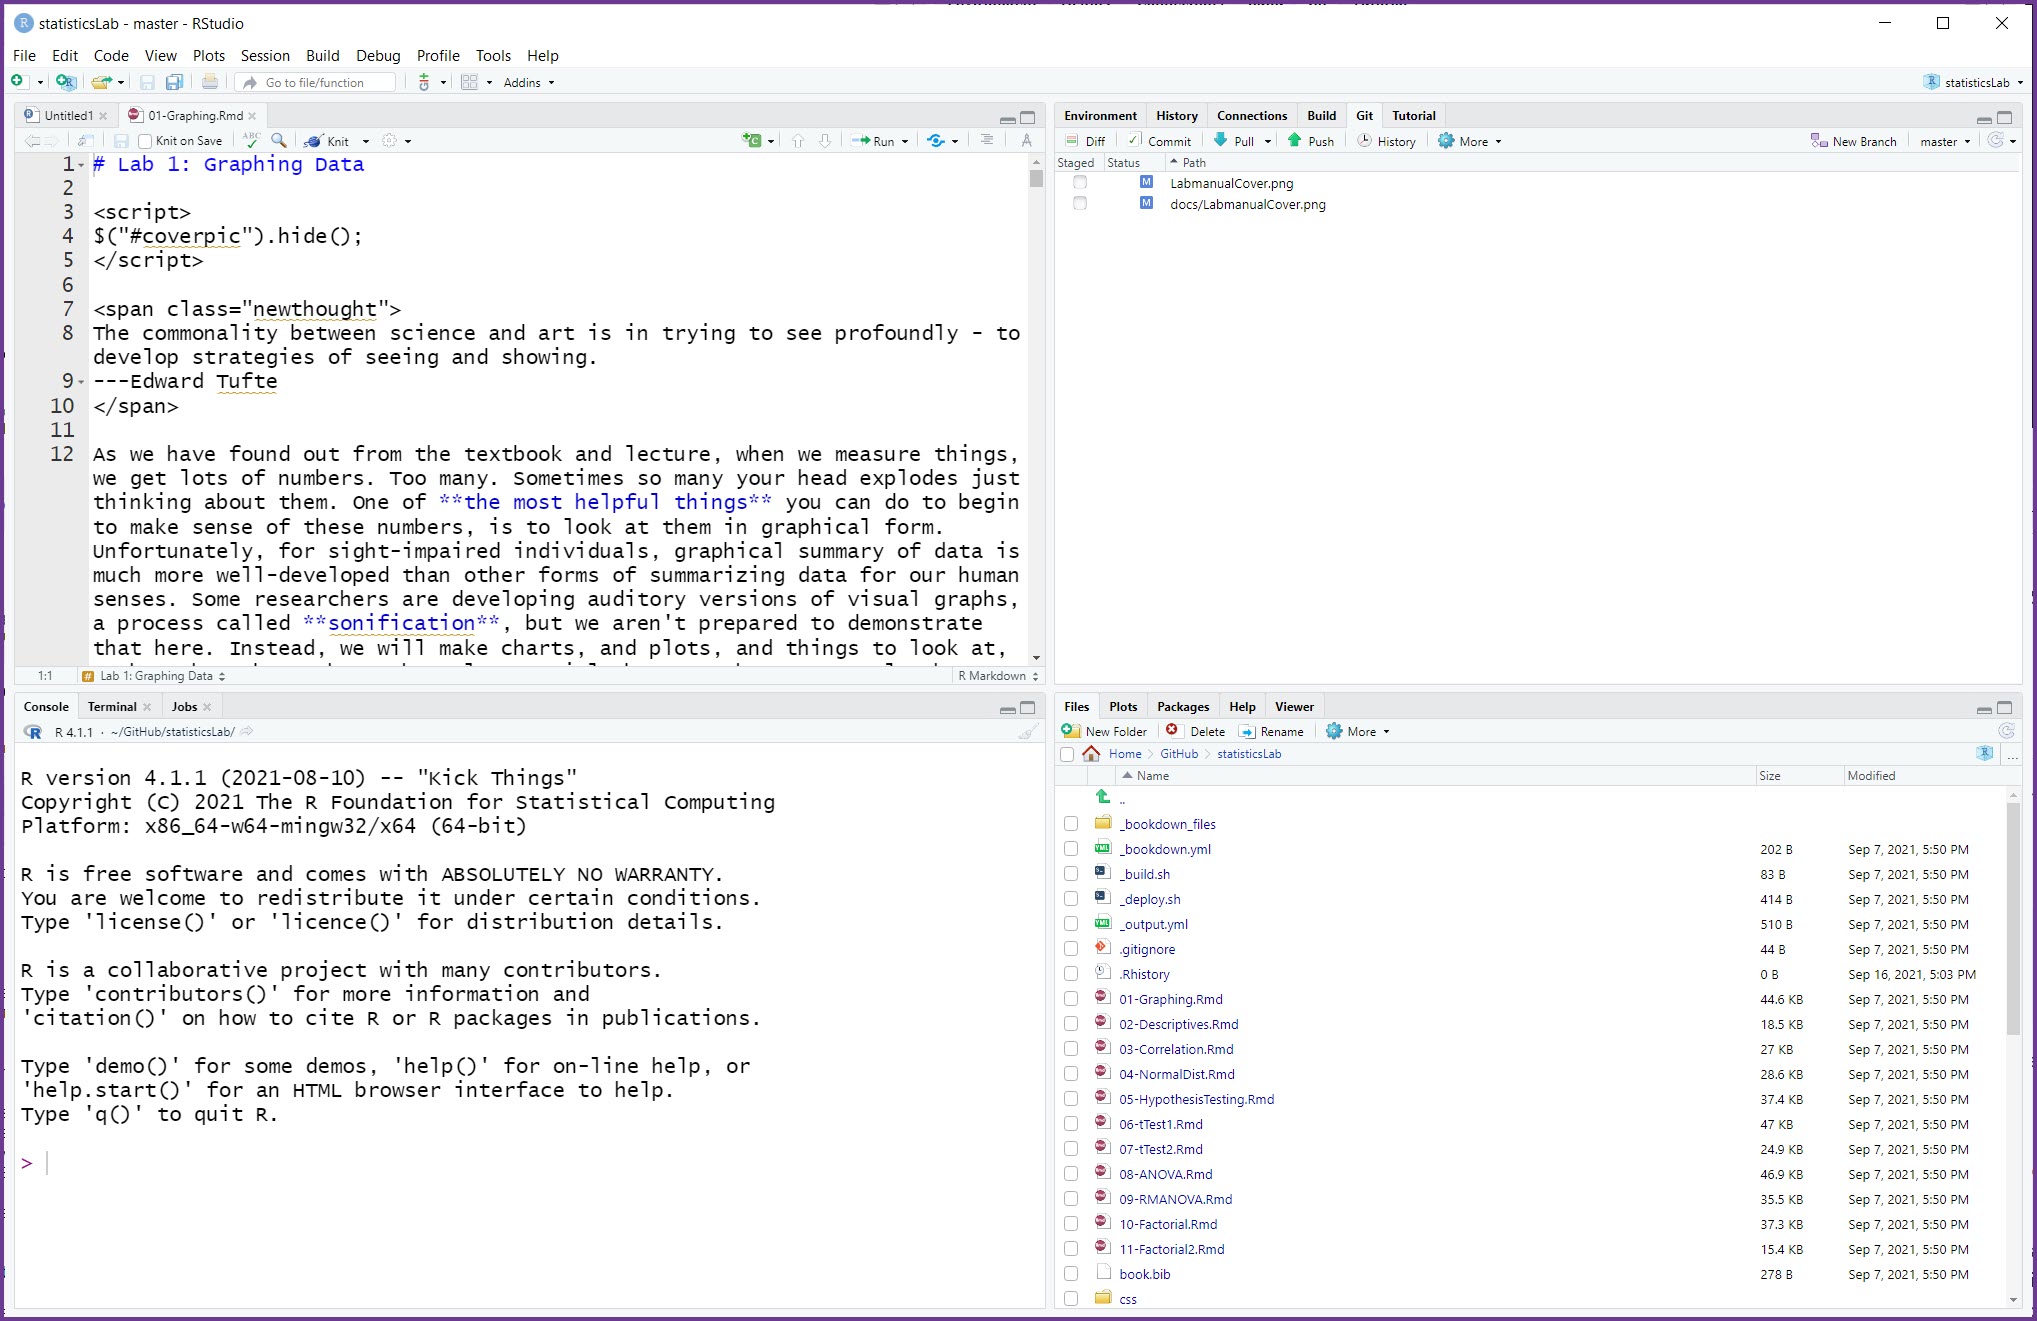 statisticsLab - master - RStudio
File Edit Code View Plots Session Build Debug Profile Tools Help
Go to file/function Addins statisticsLab
Untitled1 01-Graphing.Rmd
Knit on Save ABC Knit Run
1 # Lab 1: Graphing Data
2
3 <script>
4 $("#coverpic").hide();
5 </script>
6
7 <span class="newthought">
8 The commonality between science and art is in trying to see profoundly - to
develop strategies of seeing and showing.
9 ---Edward Tufte
10 </span>
11
12 As we have found out from the textbook and lecture, when we measure things,
we get lots of numbers. Too many. Sometimes so many your head explodes just
thinking about them. One of **the most helpful things** you can do to begin
to make sense of these numbers, is to look at them in graphical form.
Unfortunately, for sight-impaired individuals, graphical summary of data is
much more well-developed than other forms of summarizing data for our human
senses. Some researchers are developing auditory versions of visual graphs,
a process called **sonification**, but we aren't prepared to demonstrate
that here. Instead, we will make charts, and plots, and things to look at,
1:1 # Lab 1: Graphing Data R Markdown
Environment History Connections Build Git Tutorial
Diff Commit Pull Push History More New Branch master
Staged Status Path
M LabmanualCover.png
M docs/LabmanualCover.png
Console Terminal Jobs
R 4.1.1 · ~/GitHub/statisticsLab/
R version 4.1.1 (2021-08-10) -- "Kick Things"
Copyright (C) 2021 The R Foundation for Statistical Computing
Platform: x86_64-w64-mingw32/x64 (64-bit)
R is free software and comes with ABSOLUTELY NO WARRANTY.
You are welcome to redistribute it under certain conditions.
Type 'license()' or 'licence()' for distribution details.
R is a collaborative project with many contributors.
Type 'contributors()' for more information and
'citation()' on how to cite R or R packages in publications.
Type 'demo()' for some demos, 'help()' for on-line help, or
'help.start()' for an HTML browser interface to help.
Type 'q()' to quit R.
>
Files Plots Packages Help Viewer
New Folder Delete Rename More
Home GitHub statisticsLab ...
Name Size Modified
..
_bookdown_files
_bookdown.yml 202 B Sep 7, 2021, 5:50 PM
_build.sh 83 B Sep 7, 2021, 5:50 PM
_deploy.sh 414 B Sep 7, 2021, 5:50 PM
_output.yml 510 B Sep 7, 2021, 5:50 PM
.gitignore 44 B Sep 7, 2021, 5:50 PM
.Rhistory 0 B Sep 16, 2021, 5:03 PM
01-Graphing.Rmd 44.6 KB Sep 7, 2021, 5:50 PM
02-Descriptives.Rmd 18.5 KB Sep 7, 2021, 5:50 PM
03-Correlation.Rmd 27 KB Sep 7, 2021, 5:50 PM
04-NormalDist.Rmd 28.6 KB Sep 7, 2021, 5:50 PM
05-HypothesisTesting.Rmd 37.4 KB Sep 7, 2021, 5:50 PM
06-tTest1.Rmd 47 KB Sep 7, 2021, 5:50 PM
07-tTest2.Rmd 24.9 KB Sep 7, 2021, 5:50 PM
08-ANOVA.Rmd 46.9 KB Sep 7, 2021, 5:50 PM
09-RMANOVA.Rmd 35.5 KB Sep 7, 2021, 5:50 PM
10-Factorial.Rmd 37.3 KB Sep 7, 2021, 5:50 PM
11-Factorial2.Rmd 15.4 KB Sep 7, 2021, 5:50 PM
book.bib 278 B Sep 7, 2021, 5:50 PM
css